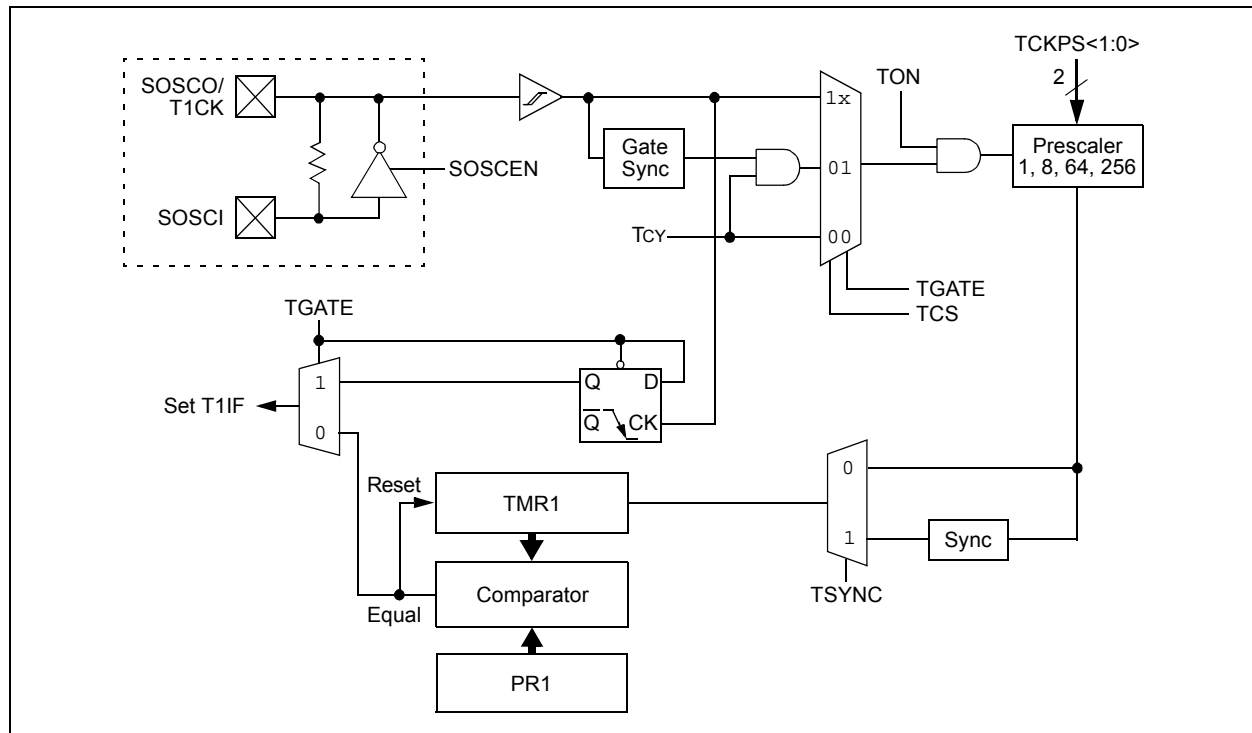 TCKPS<1:0>
2
SOSCO/
T1CK
TON
1x
Gate
Sync
Prescaler
1, 8, 64, 256
SOSCEN
01
SOSCI
TCY
00
TGATE
TCS
TGATE
1
Q
D
Set T1IF
Q
CK
0
0
Reset
TMR1
1
Sync
Comparator
TSYNC
Equal
PR1